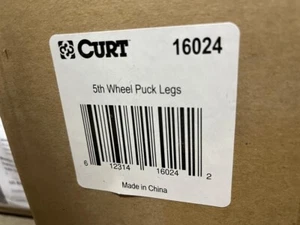 CURT 16024
5th Wheel Puck Legs
6 12314 16024 2
Made in China